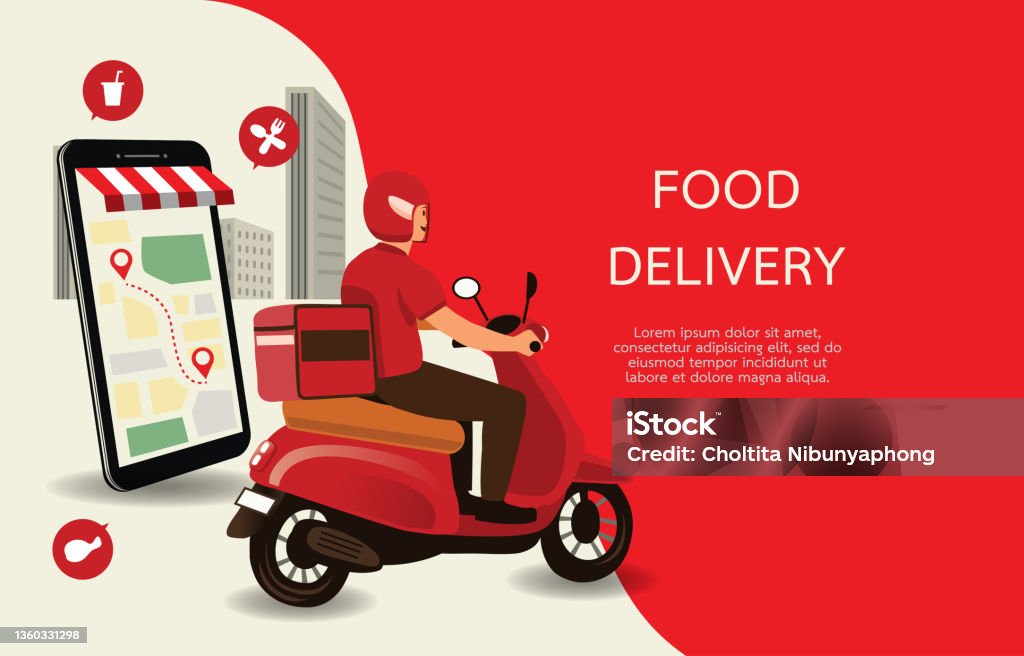 FOOD
DELIVERY
Lorem ipsum dolor sit amet,
consectetur adipisicing elit, sed do
eiusmod tempor incididunt ut
labore et dolore magna aliqua.
iStock™
Credit: Choltita Nibunyaphong
1360331298